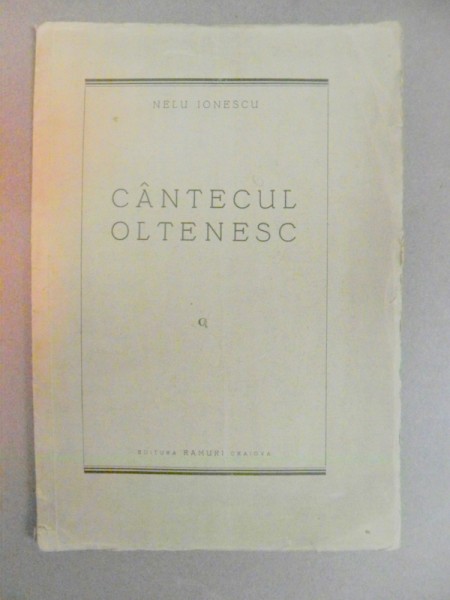 NELU IONESCU
CÂNTECUL
OLTENESC
EDITURA RAMURI CRAIOVA